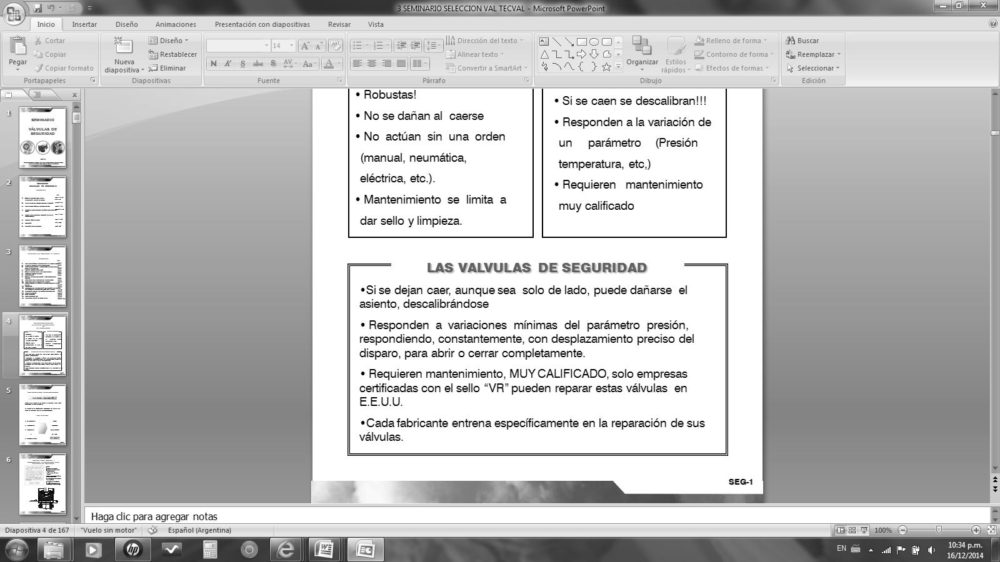 3 SEMINARIO SELECCION VAL TECVAL - Microsoft PowerPoint
Inicio Insertar Diseño Animaciones Presentación con diapositivas Revisar Vista
Pegar
Cortar
Copiar
Copiar formato
Portapapeles
Nueva diapositiva
Diseño
Restablecer
Eliminar
Diapositivas
14
Fuente
Dirección del texto
Alinear texto
Convertir a SmartArt
Párrafo
Organizar
Estilos rápidos
Relleno de forma
Contorno de forma
Efectos de formas
Dibujo
Buscar
Reemplazar
Seleccionar
Edición
1
SEMINARIO
VÁLVULAS DE
SEGURIDAD
2
3
4
5
6
• Robustas!
• No se dañan al caerse
• No actúan sin una orden
(manual, neumática,
eléctrica, etc.).
• Mantenimiento se limita a
dar sello y limpieza.
• Si se caen se descalibran!!!
• Responden a la variación de
un parámetro (Presión
temperatura, etc,)
• Requieren mantenimiento
muy calificado
LAS VALVULAS DE SEGURIDAD
•Si se dejan caer, aunque sea solo de lado, puede dañarse el
asiento, descalibrándose
• Responden a variaciones mínimas del parámetro presión,
respondiendo, constantemente, con desplazamiento preciso del
disparo, para abrir o cerrar completamente.
• Requieren mantenimiento, MUY CALIFICADO, solo empresas
certificadas con el sello “VR” pueden reparar estas válvulas en
E.E.U.U.
•Cada fabricante entrena específicamente en la reparación de sus
válvulas.
SEG-1
Haga clic para agregar notas
Diapositiva 4 de 167 "Vuelo sin motor" Español (Argentina) 100%
EN
10:34 p.m.
16/12/2014